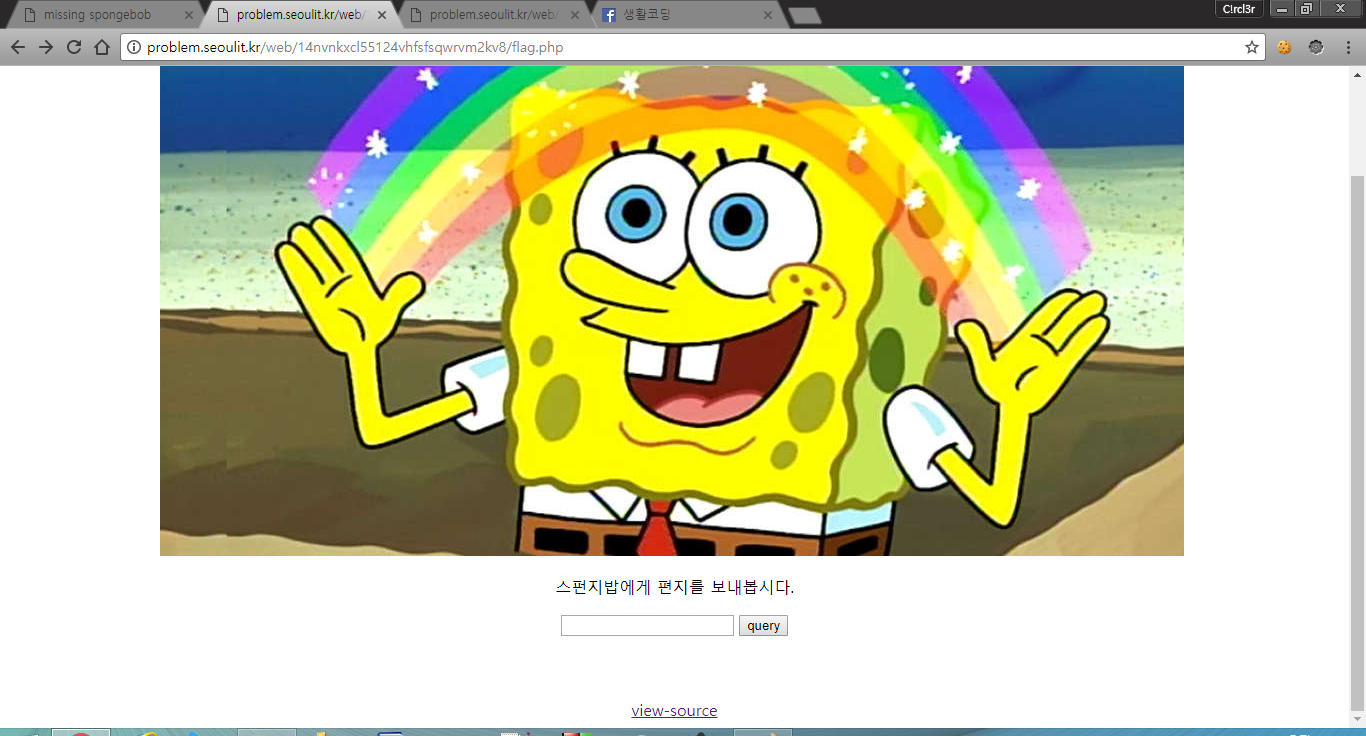 missing spongebob
problem.seoulit.kr/web/
problem.seoulit.kr/web/
생활코딩
C!rcl3r
problem.seoulit.kr/web/14nvnkxcl55124vhfsfsqwrvm2kv8/flag.php
스펀지밥에게 편지를 보내봅시다.
query
view-source